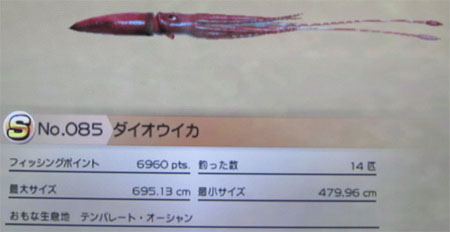 S No.085 ダイオウイカ
フィッシングポイント 6960 pts. 釣った数 14 匹
最大サイズ 695.13 cm 最小サイズ 479.96 cm
おもな生息地 テンパレート・オーシャン